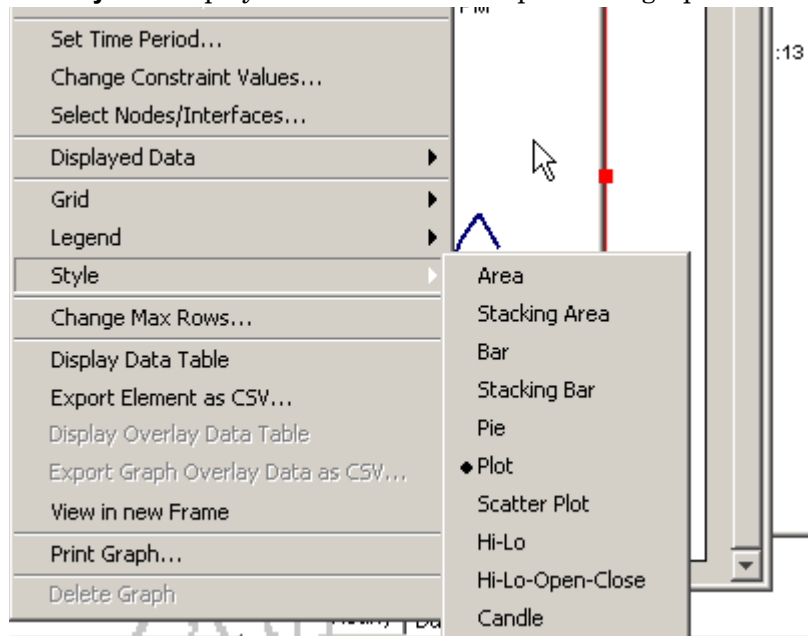 Set Time Period...
Change Constraint Values...
Select Nodes/Interfaces...
Displayed Data
Grid
Legend
Style
Change Max Rows...
Display Data Table
Export Element as CSV...
Display Overlay Data Table
Export Graph Overlay Data as CSV...
View in new Frame
Print Graph...
Delete Graph
Area
Stacking Area
Bar
Stacking Bar
Pie
Plot
Scatter Plot
Hi-Lo
Hi-Lo-Open-Close
Candle
:13